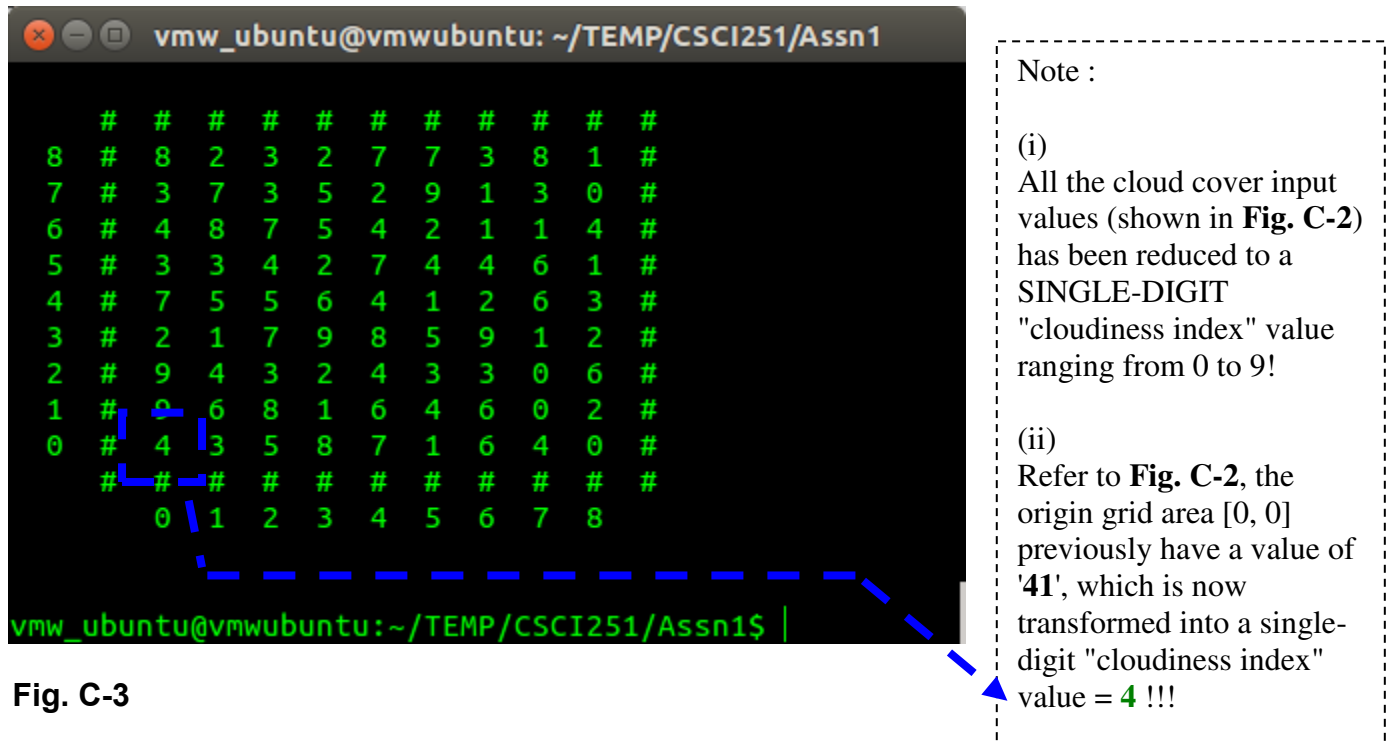 vmw_ubuntu@vmwubuntu: ~/TEMP/CSCI251/Assn1
# # # # # # # # # # #
8 # 8 2 3 2 7 7 3 8 1 #
7 # 3 7 3 5 2 9 1 3 0 #
6 # 4 8 7 5 4 2 1 1 4 #
5 # 3 3 4 2 7 4 4 6 1 #
4 # 7 5 5 6 4 1 2 6 3 #
3 # 2 1 7 9 8 5 9 1 2 #
2 # 9 4 3 2 4 3 3 0 6 #
1 # 9 6 8 1 6 4 6 0 2 #
0 # 4 3 5 8 7 1 6 4 0 #
# # # # # # # # # # #
0 1 2 3 4 5 6 7 8
vmw_ubuntu@vmwubuntu:~/TEMP/CSCI251/Assn1$
Fig. C-3
Note :
(i)
All the cloud cover input
values (shown in Fig. C-2)
has been reduced to a
SINGLE-DIGIT
"cloudiness index" value
ranging from 0 to 9!
(ii)
Refer to Fig. C-2, the
origin grid area [0, 0]
previously have a value of
'41', which is now
transformed into a single-
digit "cloudiness index"
value = 4 !!!